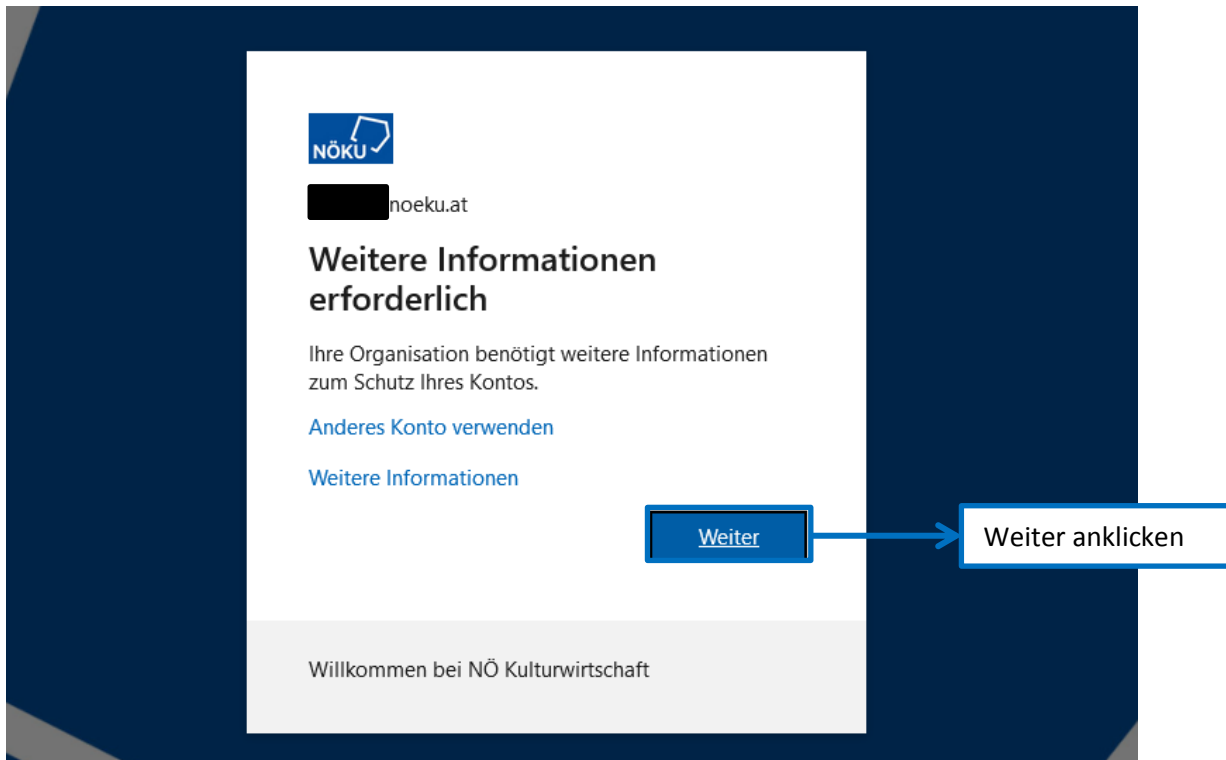 NÖKU
noeku.at
Weitere Informationen
erforderlich
Ihre Organisation benötigt weitere Informationen
zum Schutz Ihres Kontos.
Anderes Konto verwenden
Weitere Informationen
Weiter
Weiter anklicken
Willkommen bei NÖ Kulturwirtschaft